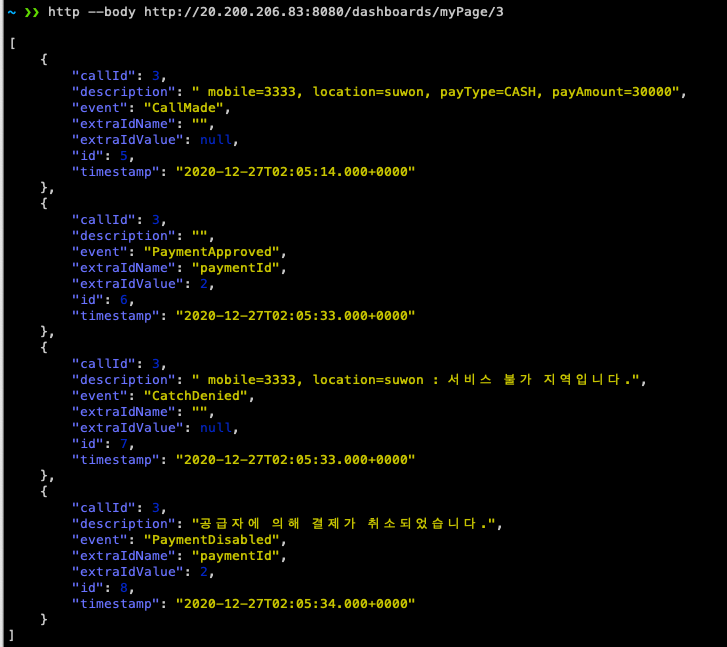 ~ ❯❯ http --body http://20.200.206.83:8080/dashboards/myPage/3
[
    {
        "callId": 3,
        "description": " mobile=3333, location=suwon, payType=CASH, payAmount=30000",
        "event": "CallMade",
        "extraIdName": "",
        "extraIdValue": null,
        "id": 5,
        "timestamp": "2020-12-27T02:05:14.000+0000"
    },
    {
        "callId": 3,
        "description": "",
        "event": "PaymentApproved",
        "extraIdName": "paymentId",
        "extraIdValue": 2,
        "id": 6,
        "timestamp": "2020-12-27T02:05:33.000+0000"
    },
    {
        "callId": 3,
        "description": " mobile=3333, location=suwon : 서비스 불가 지역입니다.",
        "event": "CatchDenied",
        "extraIdName": "",
        "extraIdValue": null,
        "id": 7,
        "timestamp": "2020-12-27T02:05:33.000+0000"
    },
    {
        "callId": 3,
        "description": "공급자에 의해 결제가 취소되었습니다.",
        "event": "PaymentDisabled",
        "extraIdName": "paymentId",
        "extraIdValue": 2,
        "id": 8,
        "timestamp": "2020-12-27T02:05:34.000+0000"
    }
]